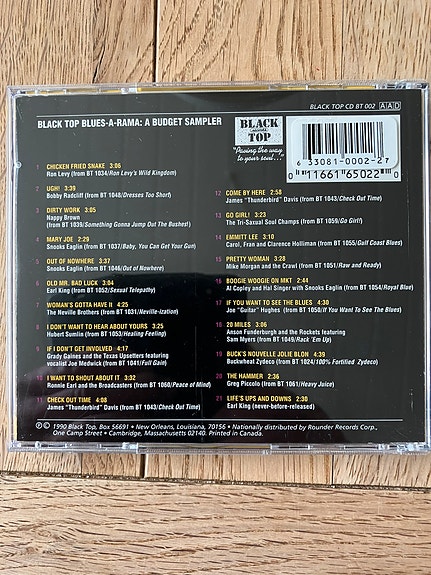 BLACK TOP CD BT 002 AAD
BLACK TOP BLUES-A-RAMA: A BUDGET SAMPLER
BLACK
TOP
"Paving the way
to your soul..."
6 33081-0002-2 7
0 11661 65022 0
1 CHICKEN FRIED SNAKE 3:06
Ron Levy (from BT 1034/Ron Levy's Wild Kingdom)
2 UGH! 3:39
Bobby Radcliff (from BT 1048/Dresses Too Short)
3 DIRTY WORK 3:05
Nappy Brown
(from BT 1039/Something Gonna Jump Out The Bushes!)
4 MARY JOE 2:29
Snooks Eaglin (from BT 1037/Baby, You Can Get Your Gun)
5 OUT OF NOWHERE 3:37
Snooks Eaglin (from BT 1046/Out of Nowhere)
6 OLD MR. BAD LUCK 3:04
Earl King (from BT 1052/Sexual Telepathy)
7 WOMAN'S GOTTA HAVE IT 4:25
The Neville Brothers (from BT 1031/Neville-ization)
8 I DON'T WANT TO HEAR ABOUT YOURS 3:25
Hubert Sumlin (from BT 1053/Healing Feeling)
9 IF I DON'T GET INVOLVED 4:17
Grady Gaines and the Texas Upsetters featuring
vocalist Joe Medwick (from BT 1041/Full Gain)
10 I WANT TO SHOUT ABOUT IT 3:32
Ronnie Earl and the Broadcasters (from BT 1060/Peace of Mind)
11 CHECK OUT TIME 4:08
James "Thunderbird" Davis (from BT 1043/Check Out Time)
12 COME BY HERE 2:58
James "Thunderbird" Davis (from BT 1043/Check Out Time)
13 GO GIRL! 3:23
The Tri-Saxual Soul Champs (from BT 1059/Go Girl!)
14 EMMITT LEE 3:10
Carol, Fran and Clarence Holliman (from BT 1055/Gulf Coast Blues)
15 PRETTY WOMAN 3:28
Mike Morgan and the Crawl (from BT 1051/Raw and Ready)
16 BOOGIE WOOGIE ON MKT 2:44
Al Copley and Hal Singer with Snooks Eaglin (from BT 1054/Royal Blue)
17 IF YOU WANT TO SEE THE BLUES 4:30
Joe "Guitar" Hughes (from BT 1050/If You Want To See The Blues)
18 20 MILES 3:06
Anson Funderburgh and the Rockets featuring
Sam Myers (from BT 1049/Rack 'Em Up)
19 BUCK'S NOUVELLE JOLIE BLON 4:39
Buckwheat Zydeco (from BT 1024/100% Fortified Zydeco)
20 THE HAMMER 2:36
Greg Piccolo (from BT 1061/Heavy Juice)
21 LIFE'S UPS AND DOWNS 2:30
Earl King (never-before-released)
℗ © 1990 Black Top, Box 56691 • New Orleans, Louisiana, 70156 • Nationally distributed by Rounder Records Corp.,
One Camp Street • Cambridge, Massachusetts 02140. Printed in Canada.